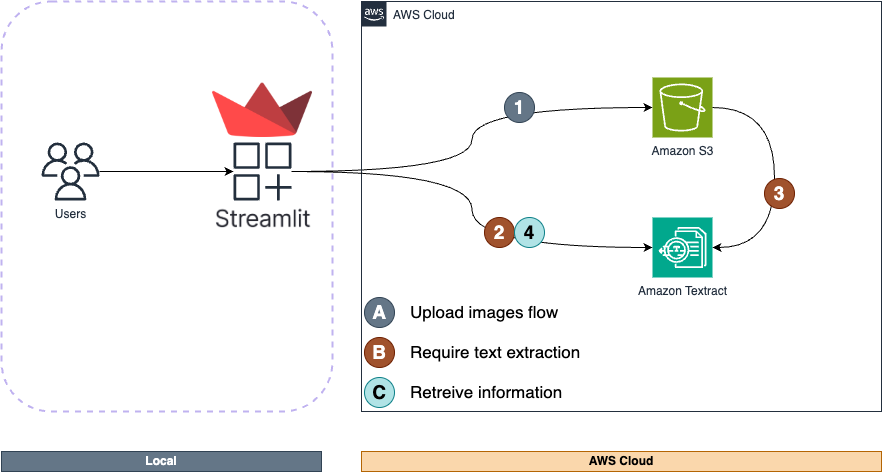 aws
AWS Cloud
1
Amazon S3
Users
Streamlit
3
2
4
Amazon Textract
A
Upload images flow
B
Require text extraction
C
Retreive information
Local
AWS Cloud